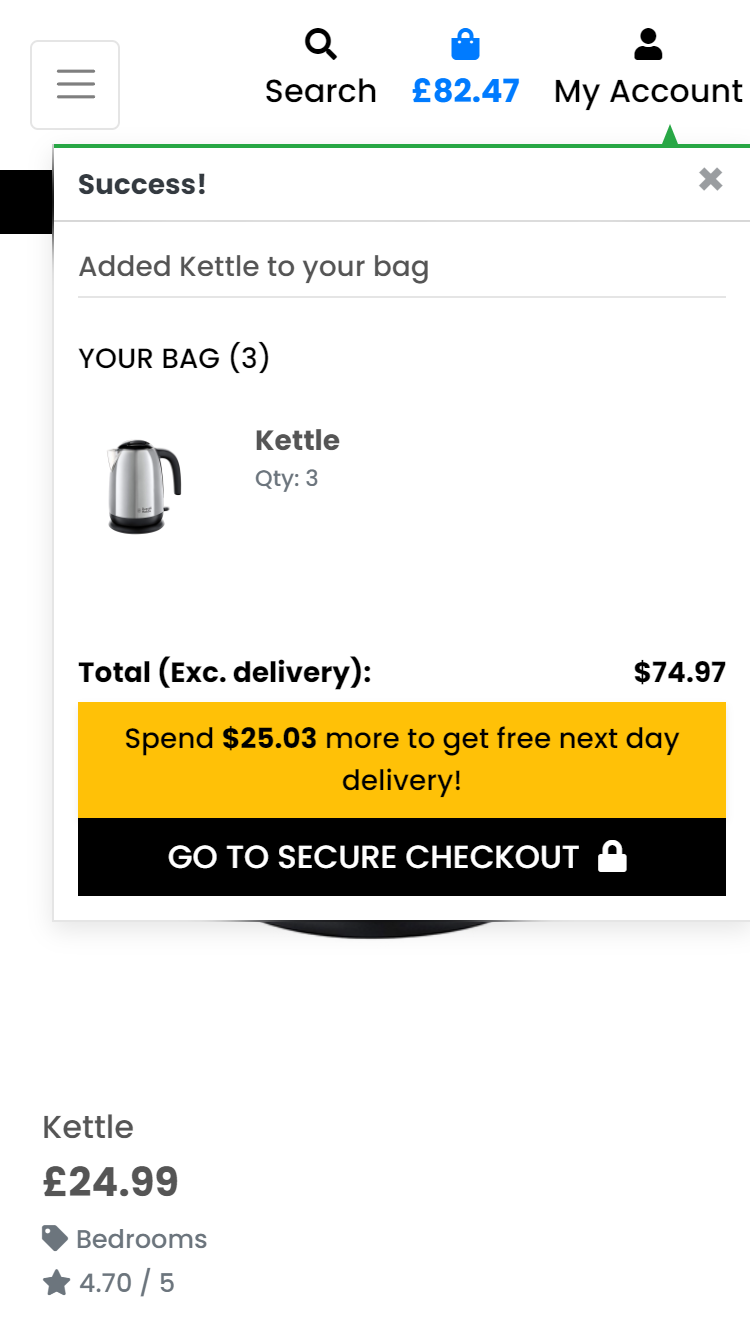 Search £82.47 My Account
Success! ✖
Added Kettle to your bag
YOUR BAG (3)
Kettle
Qty: 3
Total (Exc. delivery): $74.97
Spend $25.03 more to get free next day
delivery!
GO TO SECURE CHECKOUT
Kettle
£24.99
Bedrooms
4.70 / 5